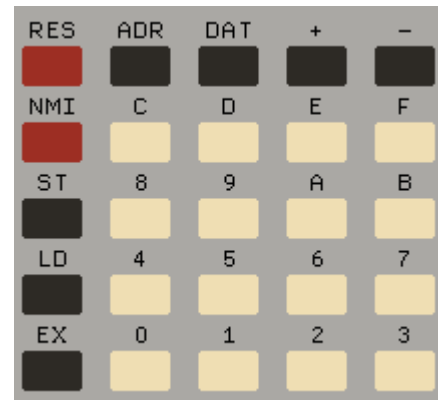 RES ADR DAT + -
NMI C D E F
ST 8 9 A B
LD 4 5 6 7
EX 0 1 2 3